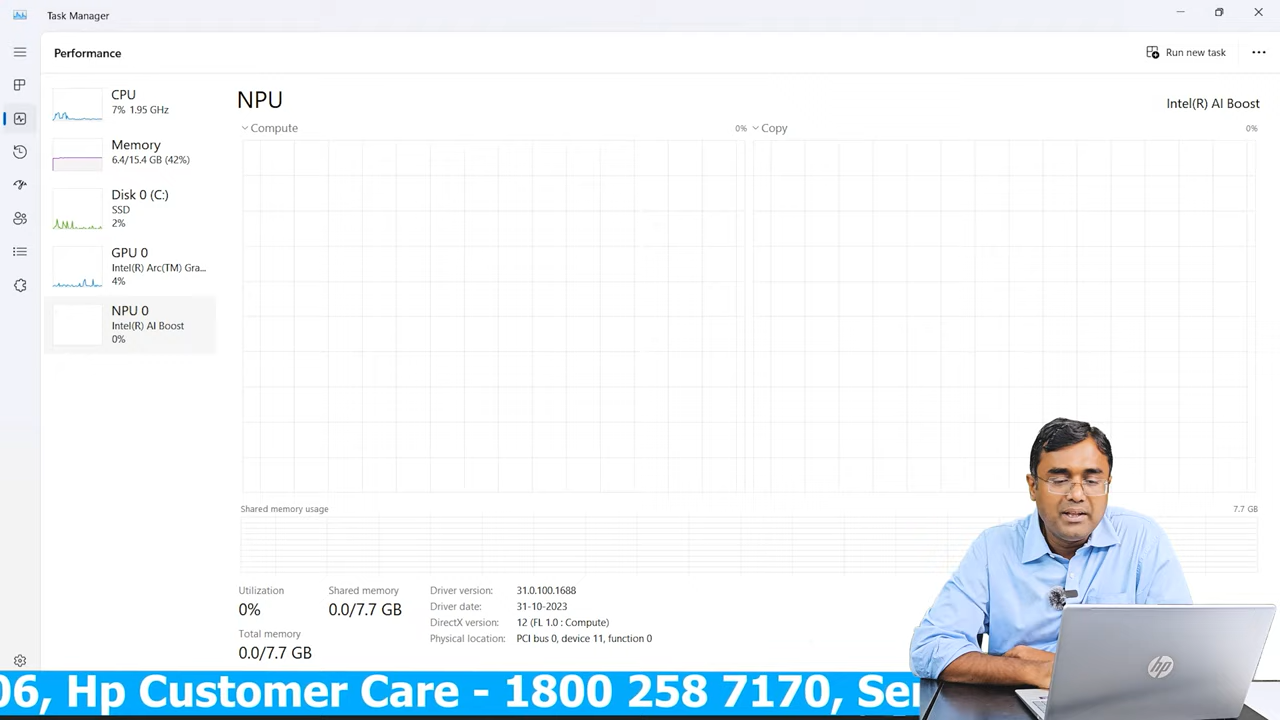 Task Manager
Performance
Run new task
CPU
7% 1.95 GHz
Memory
6.4/15.4 GB (42%)
Disk 0 (C:)
SSD
2%
GPU 0
Intel(R) Arc(TM) Gra...
4%
NPU 0
Intel(R) AI Boost
0%
NPU
Intel(R) AI Boost
Compute
0%
Copy
0%
Shared memory usage
7.7 GB
Utilization
0%
Shared memory
0.0/7.7 GB
Total memory
0.0/7.7 GB
Driver version: 31.0.100.1688
Driver date: 31-10-2023
DirectX version: 12 (FL 1.0 : Compute)
Physical location: PCI bus 0, device 11, function 0
hp
06, Hp Customer Care - 1800 258 7170, Ser